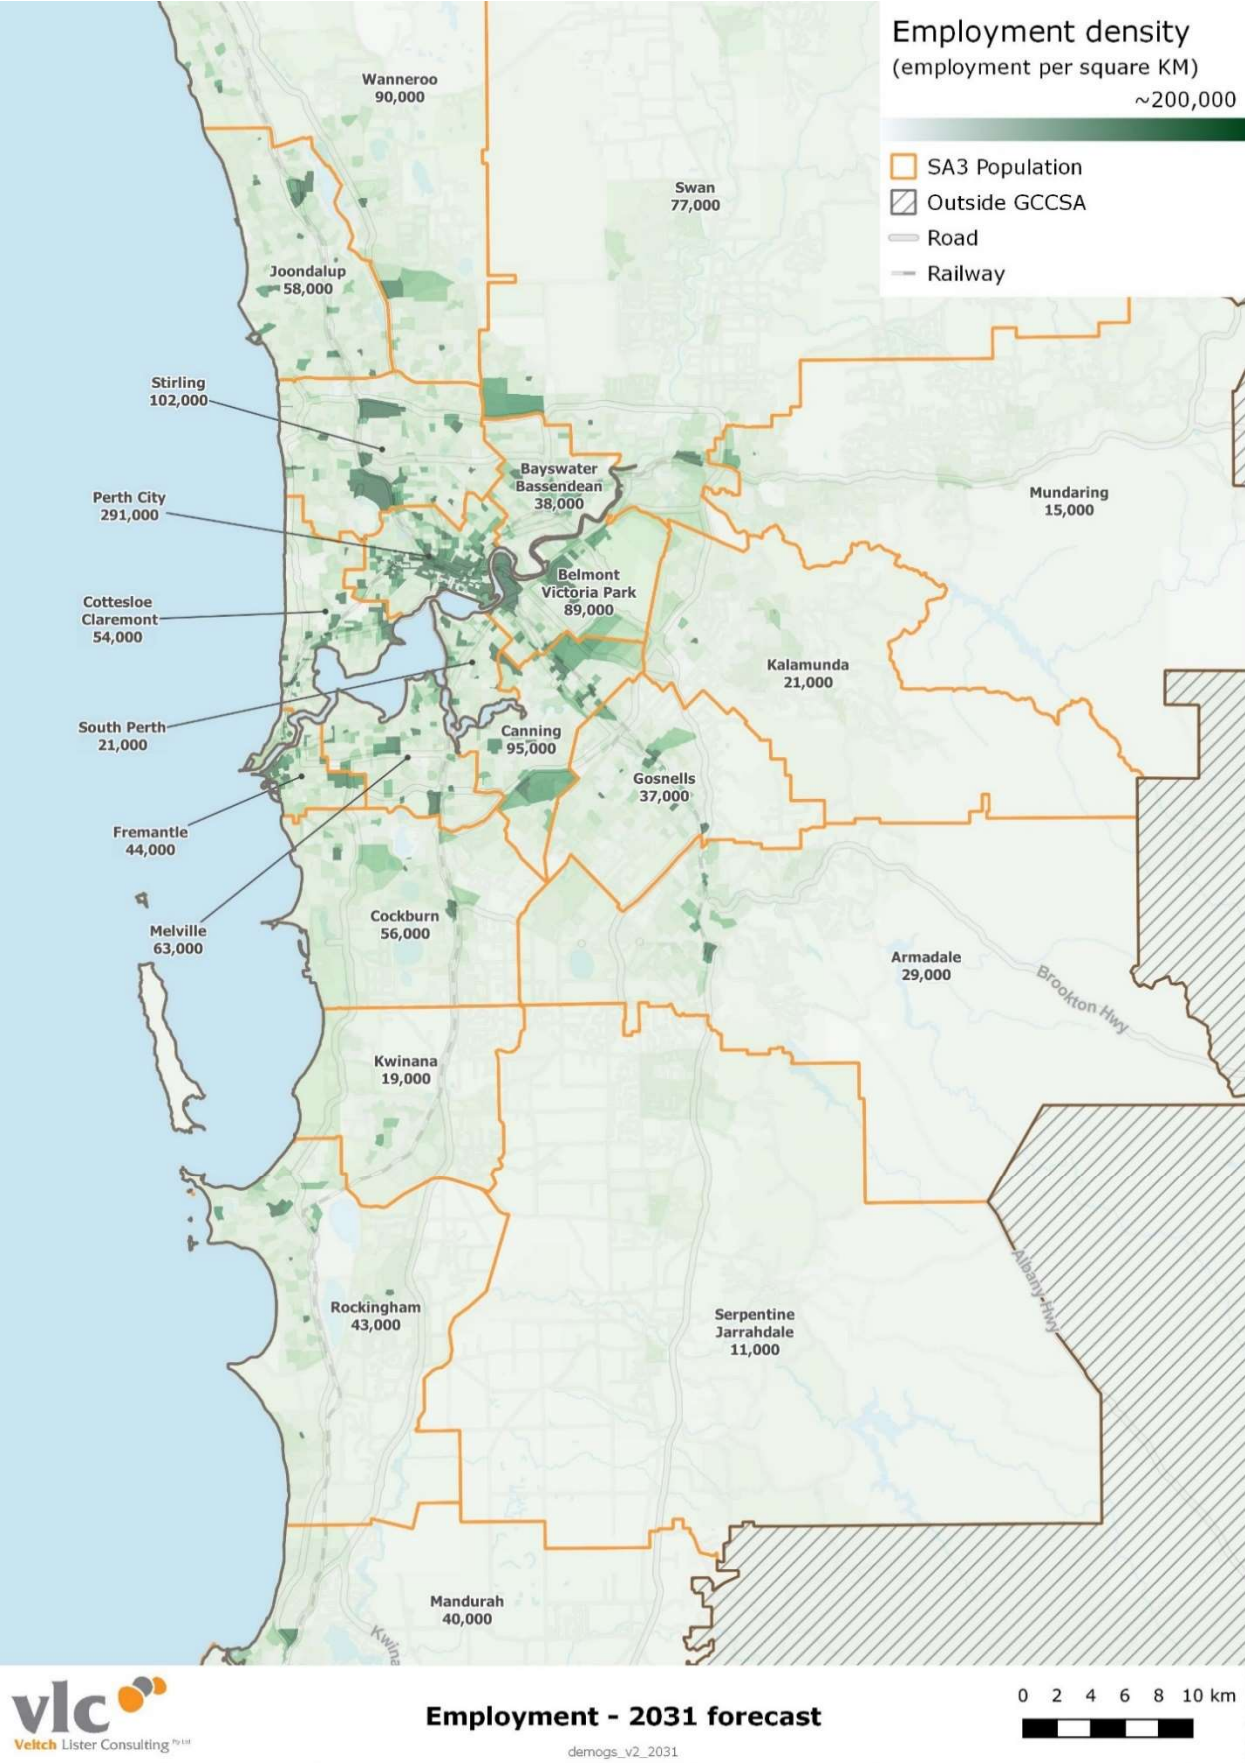 Employment density
(employment per square KM)
~200,000
SA3 Population
Outside GCCSA
Road
Railway
Wanneroo
90,000
Swan
77,000
Joondalup
58,000
Stirling
102,000
Bayswater
Bassendean
38,000
Mundaring
15,000
Perth City
291,000
Belmont
Victoria Park
89,000
Cottesloe
Claremont
54,000
Kalamunda
21,000
South Perth
21,000
Canning
95,000
Gosnells
37,000
Fremantle
44,000
Melville
63,000
Cockburn
56,000
Armadale
29,000
Brookton Hwy
Kwinana
19,000
Albany Hwy
Rockingham
43,000
Serpentine
Jarrahdale
11,000
Mandurah
40,000
Kwina
vlc
Veitch Lister Consulting Pty Ltd
Employment - 2031 forecast
demogs_v2_2031
0 2 4 6 8 10 km